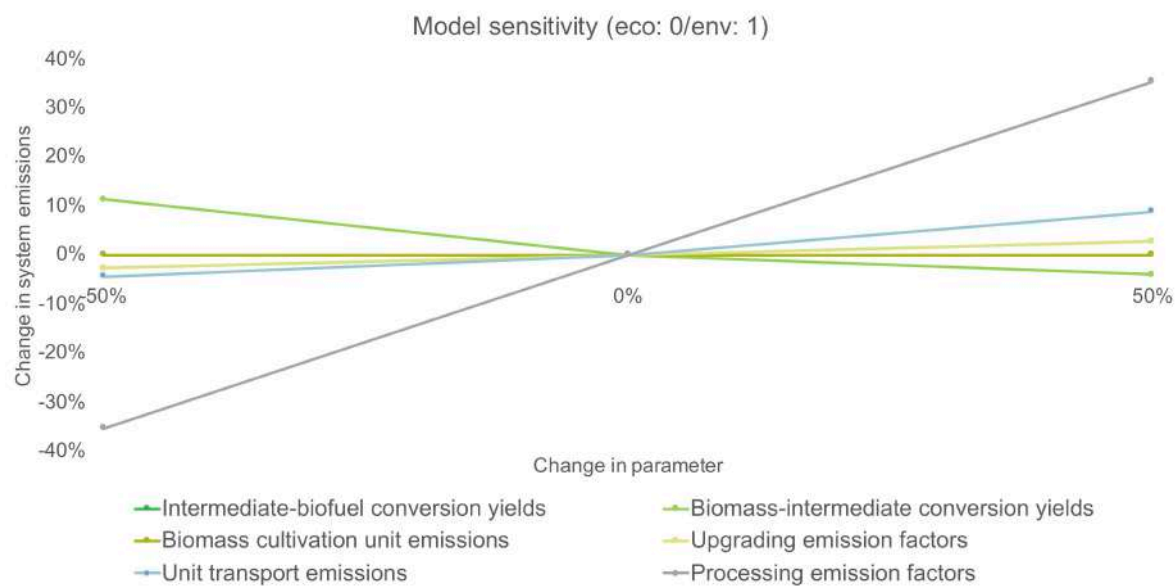 Model sensitivity (eco: 0/env: 1)
Change in system emissions
40%
30%
20%
10%
0%
-10%
-20%
-30%
-40%
-50%
0%
50%
Change in parameter
Intermediate-biofuel conversion yields
Biomass-intermediate conversion yields
Biomass cultivation unit emissions
Upgrading emission factors
Unit transport emissions
Processing emission factors